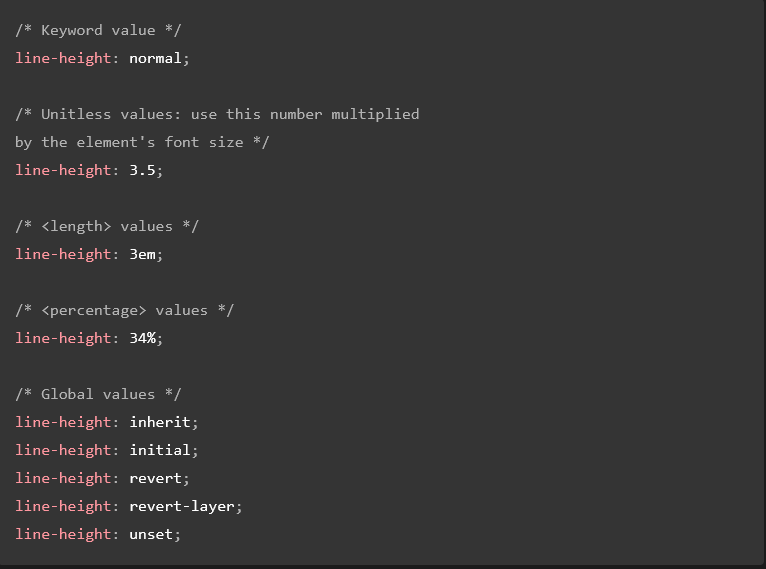 /* Keyword value */
line-height: normal;
/* Unitless values: use this number multiplied
by the element's font size */
line-height: 3.5;
/* <length> values */
line-height: 3em;
/* <percentage> values */
line-height: 34%;
/* Global values */
line-height: inherit;
line-height: initial;
line-height: revert;
line-height: revert-layer;
line-height: unset;